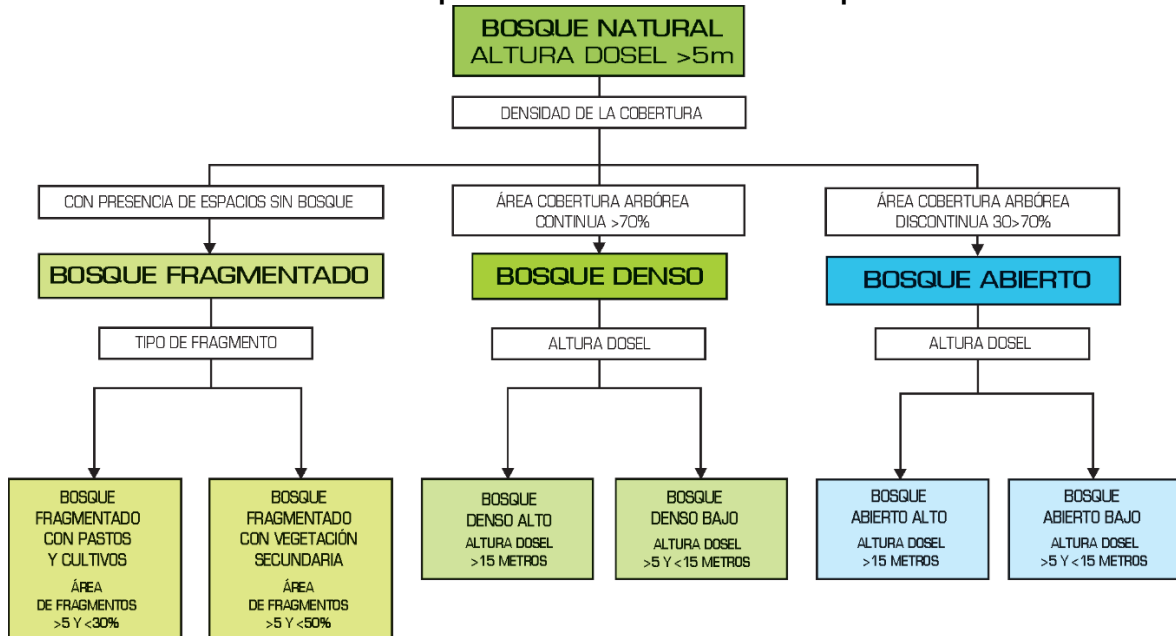 BOSQUE NATURAL
ALTURA DOSEL >5m
DENSIDAD DE LA COBERTURA
CON PRESENCIA DE ESPACIOS SIN BOSQUE
ÁREA COBERTURA ARBÓREA
CONTINUA >70%
ÁREA COBERTURA ARBÓREA
DISCONTINUA 30>70%
BOSQUE FRAGMENTADO
BOSQUE DENSO
BOSQUE ABIERTO
TIPO DE FRAGMENTO
ALTURA DOSEL
ALTURA DOSEL
BOSQUE
FRAGMENTADO
CON PASTOS
Y CULTIVOS
ÁREA
DE FRAGMENTOS
>5 Y <30%
BOSQUE
FRAGMENTADO
CON VEGETACIÓN
SECUNDARIA
ÁREA
DE FRAGMENTOS
>5 Y <50%
BOSQUE
DENSO ALTO
ALTURA DOSEL
>15 METROS
BOSQUE
DENSO BAJO
ALTURA DOSEL
>5 Y <15 METROS
BOSQUE
ABIERTO ALTO
ALTURA DOSEL
>15 METROS
BOSQUE
ABIERTO BAJO
ALTURA DOSEL
>5 Y <15 METROS